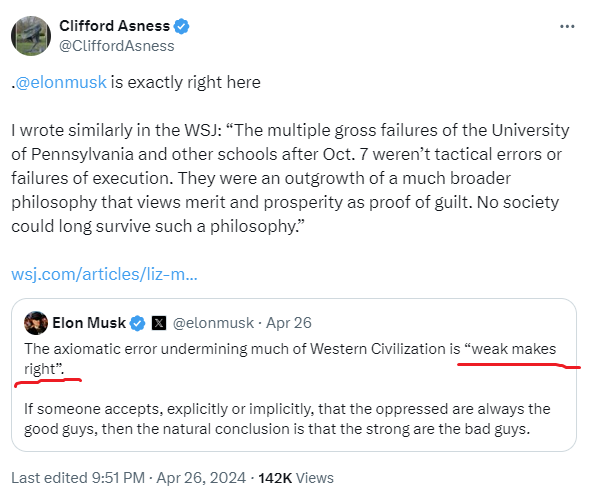 Clifford Asness
@CliffordAsness
.@elonmusk is exactly right here
I wrote similarly in the WSJ: “The multiple gross failures of the University
of Pennsylvania and other schools after Oct. 7 weren’t tactical errors or
failures of execution. They were an outgrowth of a much broader
philosophy that views merit and prosperity as proof of guilt. No society
could long survive such a philosophy.”
wsj.com/articles/liz-m...
Elon Musk X @elonmusk · Apr 26
The axiomatic error undermining much of Western Civilization is “weak makes
right”.
If someone accepts, explicitly or implicitly, that the oppressed are always the
good guys, then the natural conclusion is that the strong are the bad guys.
Last edited 9:51 PM · Apr 26, 2024 · 142K Views